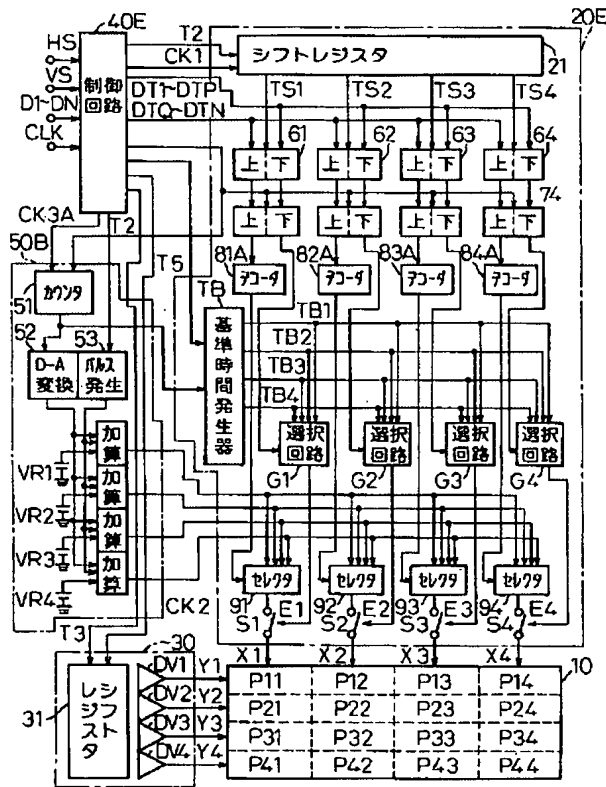 40E
20E
HS
VS
D1~DN
CLK
制御
回路
T2
CK1
シフトレジスタ
21
DT1~DTP
DTQ~DTN
TS1
TS2
TS3
TS4
61
62
63
64
上 下
上 下
上 下
上 下
74
上 下
上 下
上 下
上 下
CK3A
T2
50B
51
カウンタ
T5
81A
82A
83A
84A
デコーダ
デコーダ
デコーダ
デコーダ
TB
基準時間発生器
TB1
TB2
TB3
TB4
52
53
D-A
変換
パルス
発生
選択
回路
選択
回路
選択
回路
選択
回路
G1
G2
G3
G4
加算
加算
加算
加算
VR1
VR2
VR3
VR4
セレクタ
セレクタ
セレクタ
セレクタ
91
92
93
94
CK2
T3
S1
E1
S2
E2
S3
E3
S4
E4
X1
X2
X3
X4
30
10
31
シフト
レジスタ
DV1
DV2
DV3
DV4
Y1
Y2
Y3
Y4
P11 P12 P13 P14
P21 P22 P23 P24
P31 P32 P33 P34
P41 P42 P43 P44